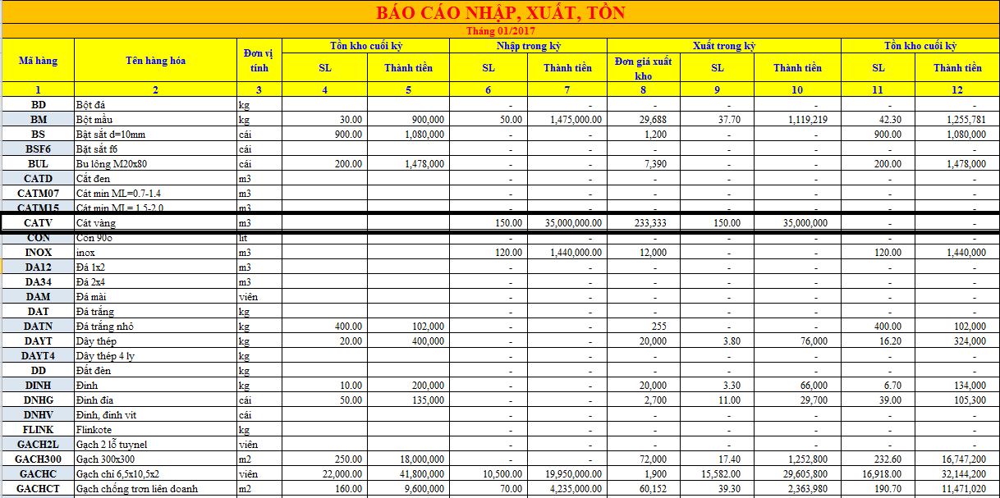 BÁO CÁO NHẬP, XUẤT, TỒN
Tháng 01/2017
Mã hàng Tên hàng hóa Đơn vị tính Tồn kho cuối kỳ Nhập trong kỳ Xuất trong kỳ Tồn kho cuối kỳ
SL Thành tiền SL Thành tiền Đơn giá xuất kho SL Thành tiền SL Thành tiền
1 2 3 4 5 6 7 8 9 10 11 12
BD Bột đá kg - - - - - - -
BM Bột mầu kg 30.00 900,000 50.00 1,475,000.00 29,688 37.70 1,119,219 42.30 1,255,781
BS Bật sắt d=10mm cái 900.00 1,080,000 - - 1,200 - - 900.00 1,080,000
BSF6 Bặt sắt f6 cái - - - - - - -
BUL Bu lông M20x80 cái 200.00 1,478,000 - - 7,390 - - 200.00 1,478,000
CATD Cắt đen m3 - - - - - - -
CATM07 Cát mịn ML=0.7-1.4 m3 - - - - - - -
CATM15 Cát mịn ML= 1.5-2.0 m3 - - - - - - -
CATV Cát vàng m3 150.00 35,000,000.00 233,333 150.00 35,000,000 - -
CON Cồn 90o lít - - - - - - -
INOX inox m3 120.00 1,440,000.00 12,000 - - 120.00 1,440,000
DA12 Đá 1x2 m3 - - - - - - -
DA34 Đá 2x4 m3 - - - - - - -
DAM Đá mài viên - - - - - - -
DAT Đá trắng kg - - - - - - -
DATN Đá trắng nhỏ kg 400.00 102,000 - - 255 - - 400.00 102,000
DAYT Dây thép kg 20.00 400,000 - - 20,000 3.80 76,000 16.20 324,000
DAYT4 Dây thép 4 ly kg - - - - - - -
DD Đất đèn kg - - - - - - -
DINH Đinh kg 10.00 200,000 - - 20,000 3.30 66,000 6.70 134,000
DNHG Đinh đỉa cái 50.00 135,000 - - 2,700 11.00 29,700 39.00 105,300
DNHV Đinh, đinh vít cái - - - - - - -
FLINK Flinkote kg - - - - - - -
GACH2L Gạch 2 lỗ tuynel viên - - - - - - -
GACH300 Gạch 300x300 m2 250.00 18,000,000 - - 72,000 17.40 1,252,800 232.60 16,747,200
GACHC Gạch chỉ 6,5x10,5x2 viên 22,000.00 41,800,000 10,500.00 19,950,000.00 1,900 15,582.00 29,605,800 16,918.00 32,144,200
GACHCT Gạch chống trơn liên doanh m2 160.00 9,600,000 70.00 4,235,000.00 60,152 39.30 2,363,980 190.70 11,471,020